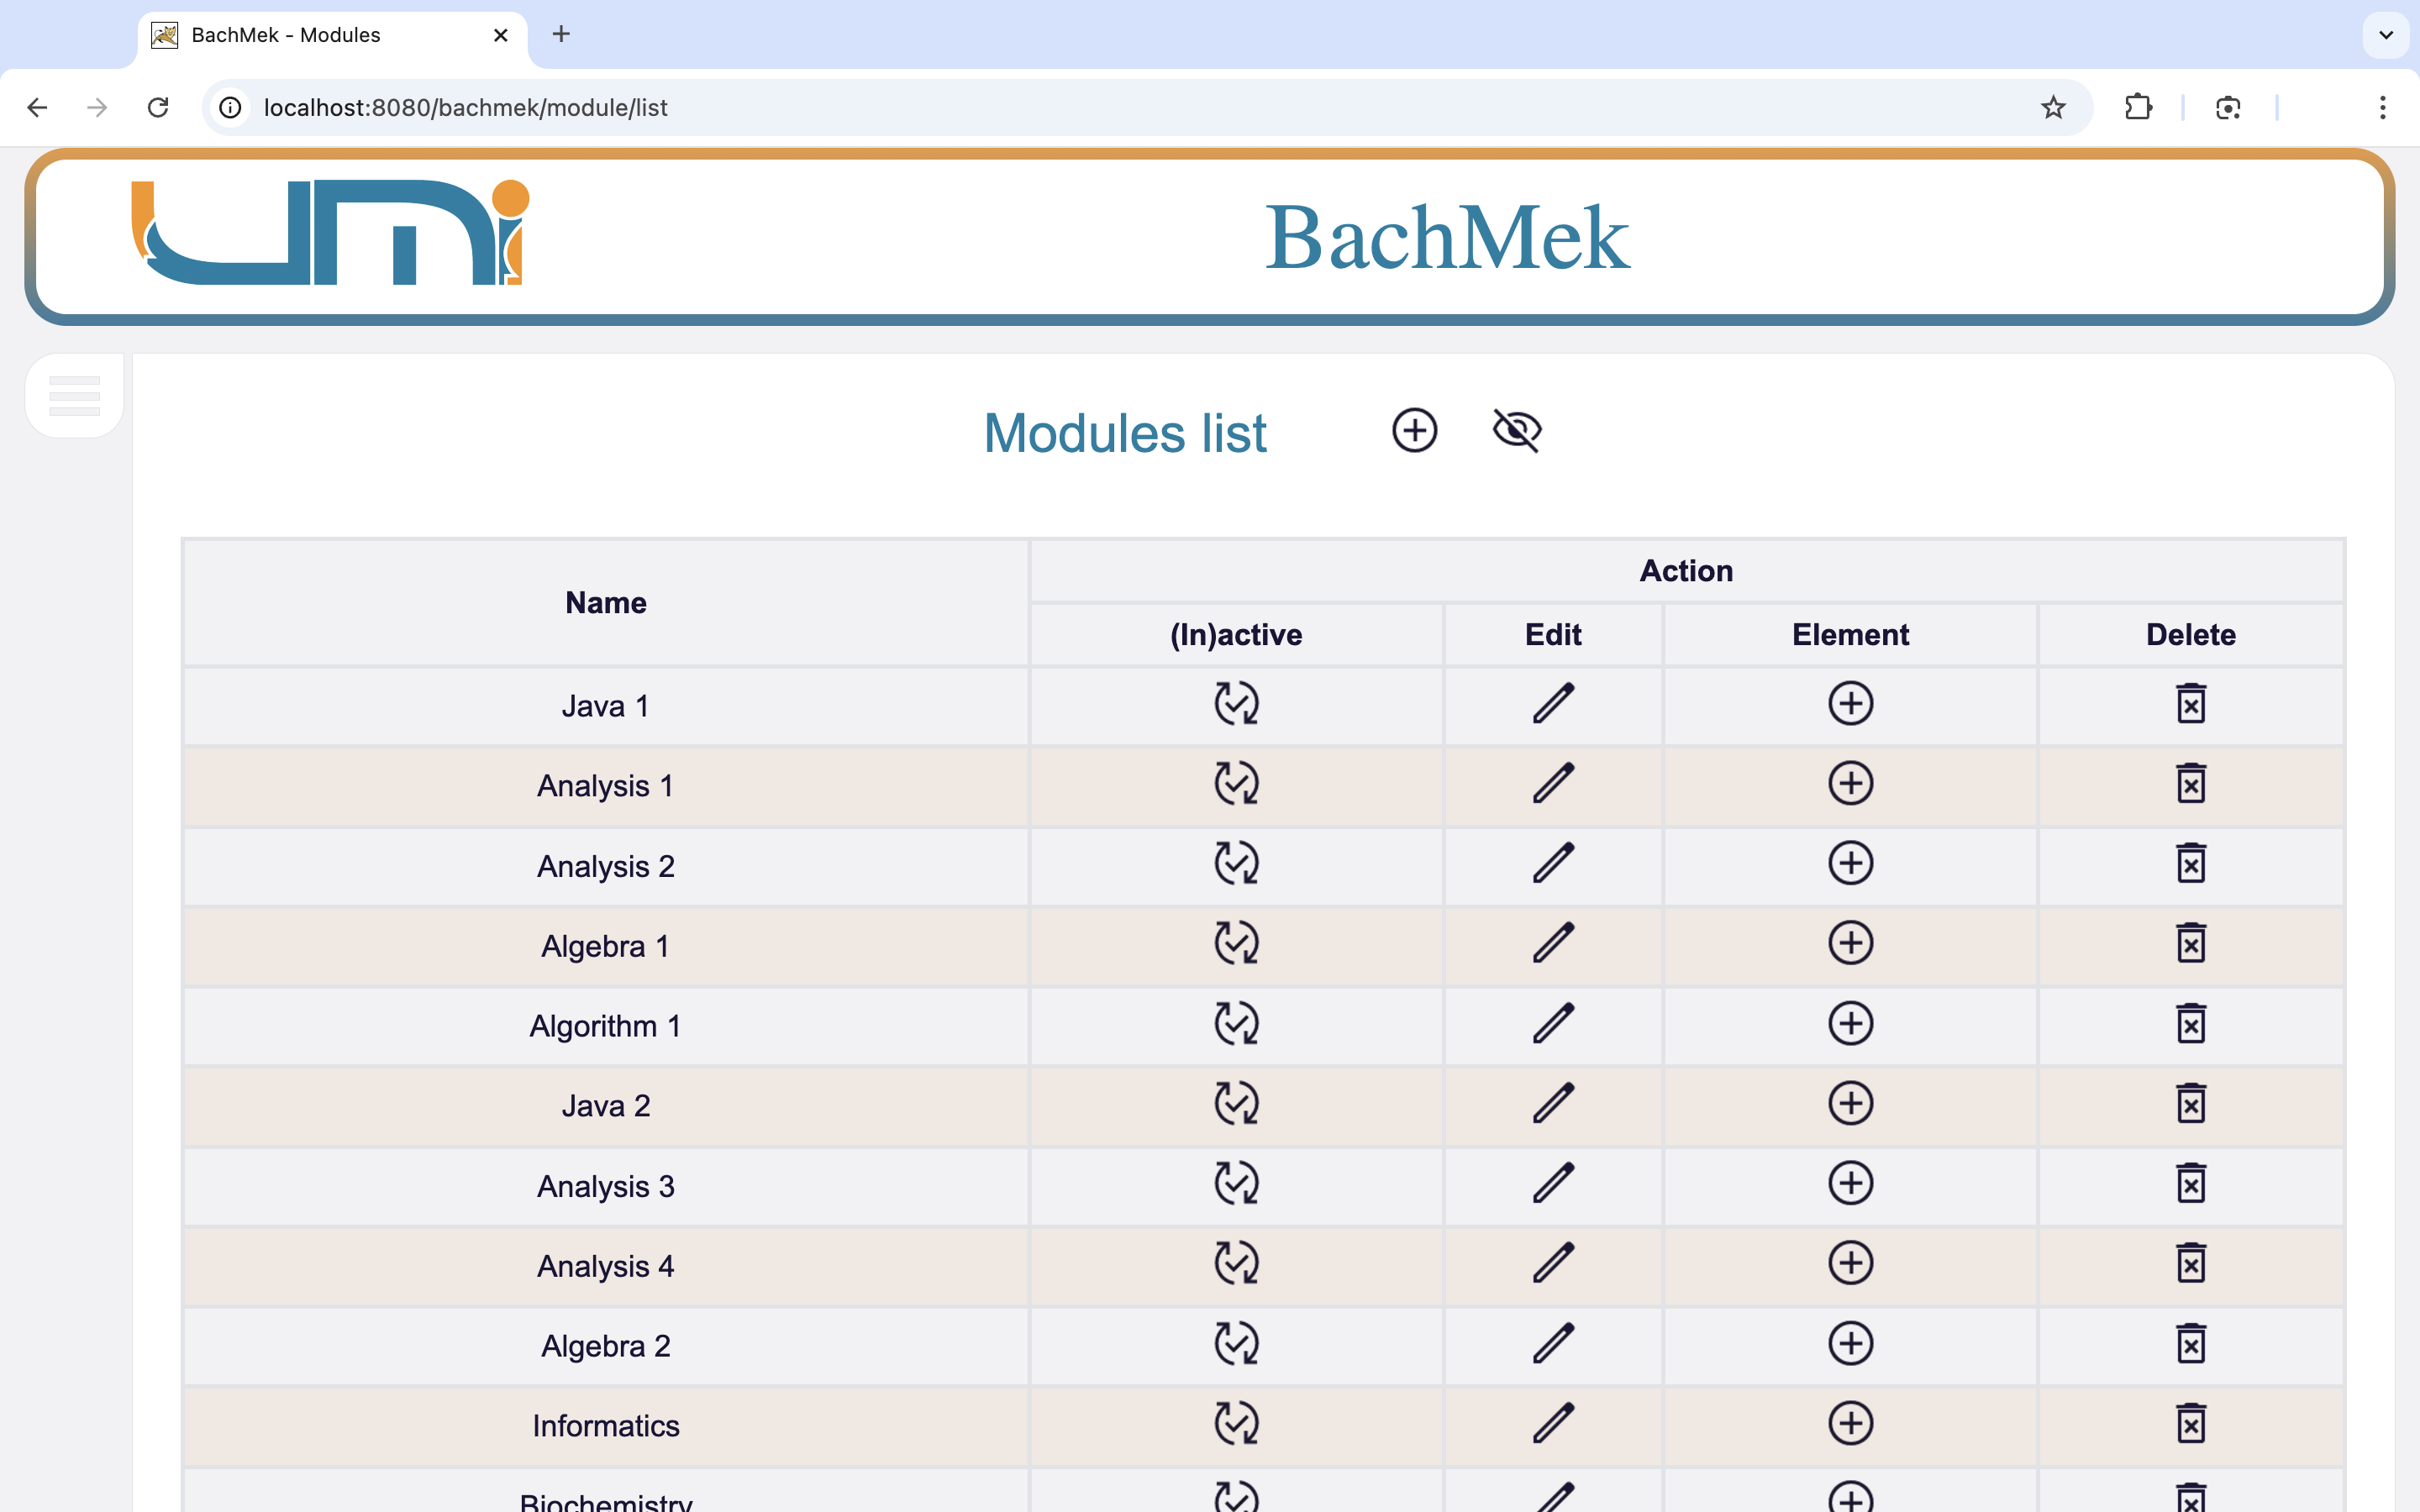 BachMek - Modules
localhost:8080/bachmek/module/list
umi
BachMek
Modules list
Name
Action
(In)active
Edit
Element
Delete
Java 1
Analysis 1
Analysis 2
Algebra 1
Algorithm 1
Java 2
Analysis 3
Analysis 4
Algebra 2
Informatics
Biochemistry